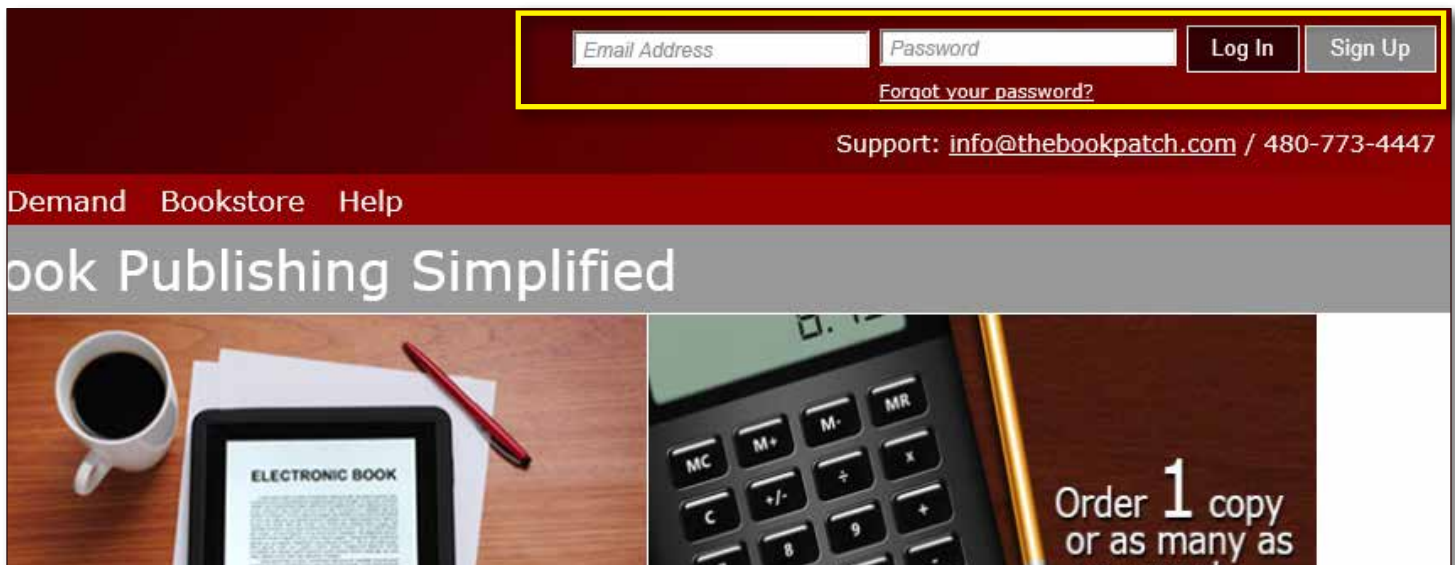 Email Address Password Log In Sign Up
Forgot your password?
Support: info@thebookpatch.com / 480-773-4447
Demand Bookstore Help
ook Publishing Simplified
ELECTRONIC BOOK
MC M+ M- MR
C +/- ÷ x
8 9 +
-
Order 1 copy
or as many as